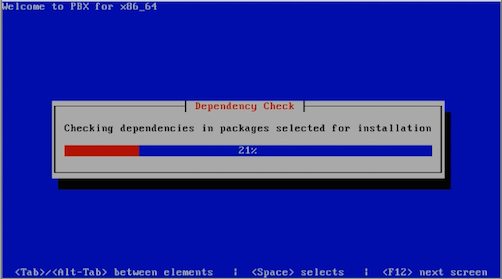 Welcome to PBX for x86_64
Dependency Check
Checking dependencies in packages selected for installation
21%
<Tab>/<Alt-Tab> between elements | <Space> selects | <F12> next screen